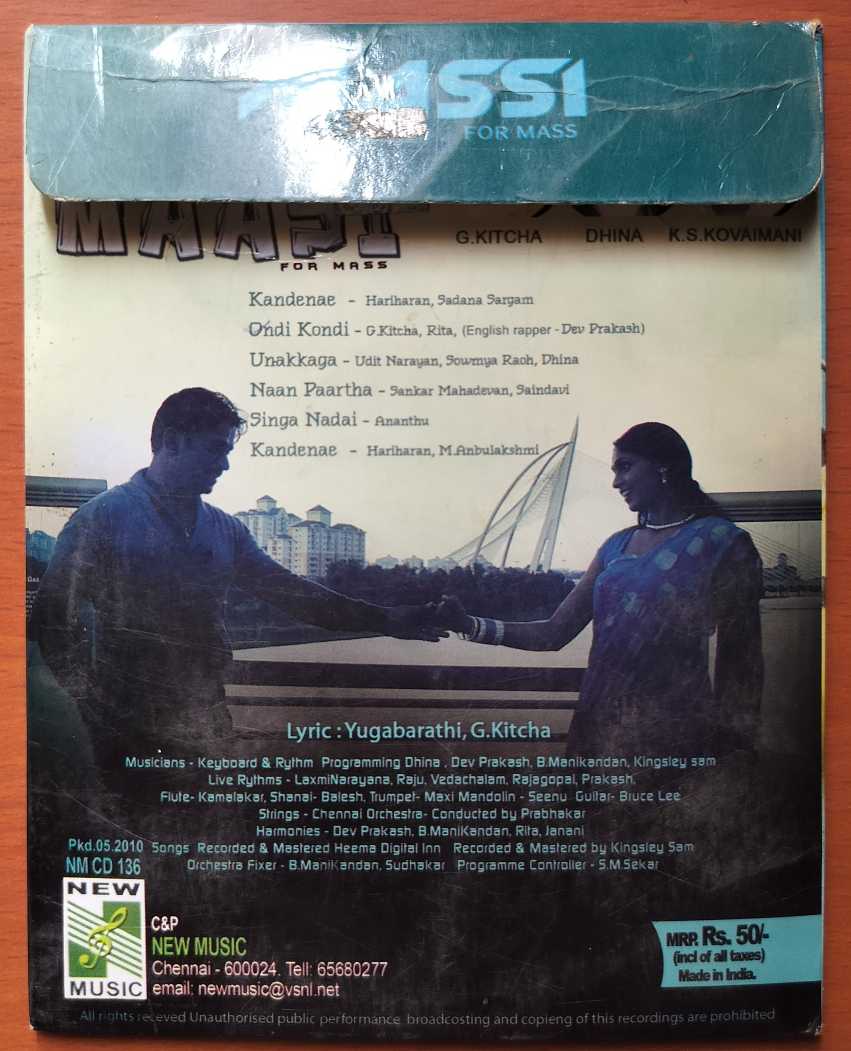 ASSI
FOR MASS
MAASI
FOR MASS
G.KITCHA DHINA K.S.KOVAIMANI
Kandenae - Hariharan, Sadana Sargam
Ondi Kondi - G.Kitcha, Rita, (English rapper - Dev Prakash)
Unakkaga - Udit Narayan, Sowmya Raoh, Dhina
Naan Paartha - Sankar Mahadevan, Saindavi
Singa Nadai - Ananthu
Kandenae - Hariharan, M.Anbulakshmi
Lyric : Yugabarathi, G.Kitcha
Musicians - Keyboard & Rythm Programming Dhina , Dev Prakash, B.Manikandan, Kingsley sam
Live Rythms - LaxmiNarayana, Raju, Vedachalam, Rajagopal, Prakash,
Flute- Kamalakar, Shanai- Balesh, Trumpet- Maxi Mandolin - Seenu Guitar- Bruce Lee
Strings - Chennai Orchestra- Conducted by Prabhakar
Harmonies - Dev Prakash, B.ManiKandan, Rita, Janani
Pkd.05.2010 Songs Recorded & Mastered Heema Digital Inn Recorded & Mastered by Kingsley Sam
NM CD 136 Orchestra Fixer - B.Manikandan, Sudhakar Programme Controller - S.M.Sekar
NEW
MUSIC
C&P
NEW MUSIC
Chennai - 600024. Tell: 65680277
email: newmusic@vsnl.net
MRP. Rs. 50/-
(incl of all taxes)
Made in India.
All rights receved Unauthorised public performance broadcosting and copieng of this recordings are prohibited